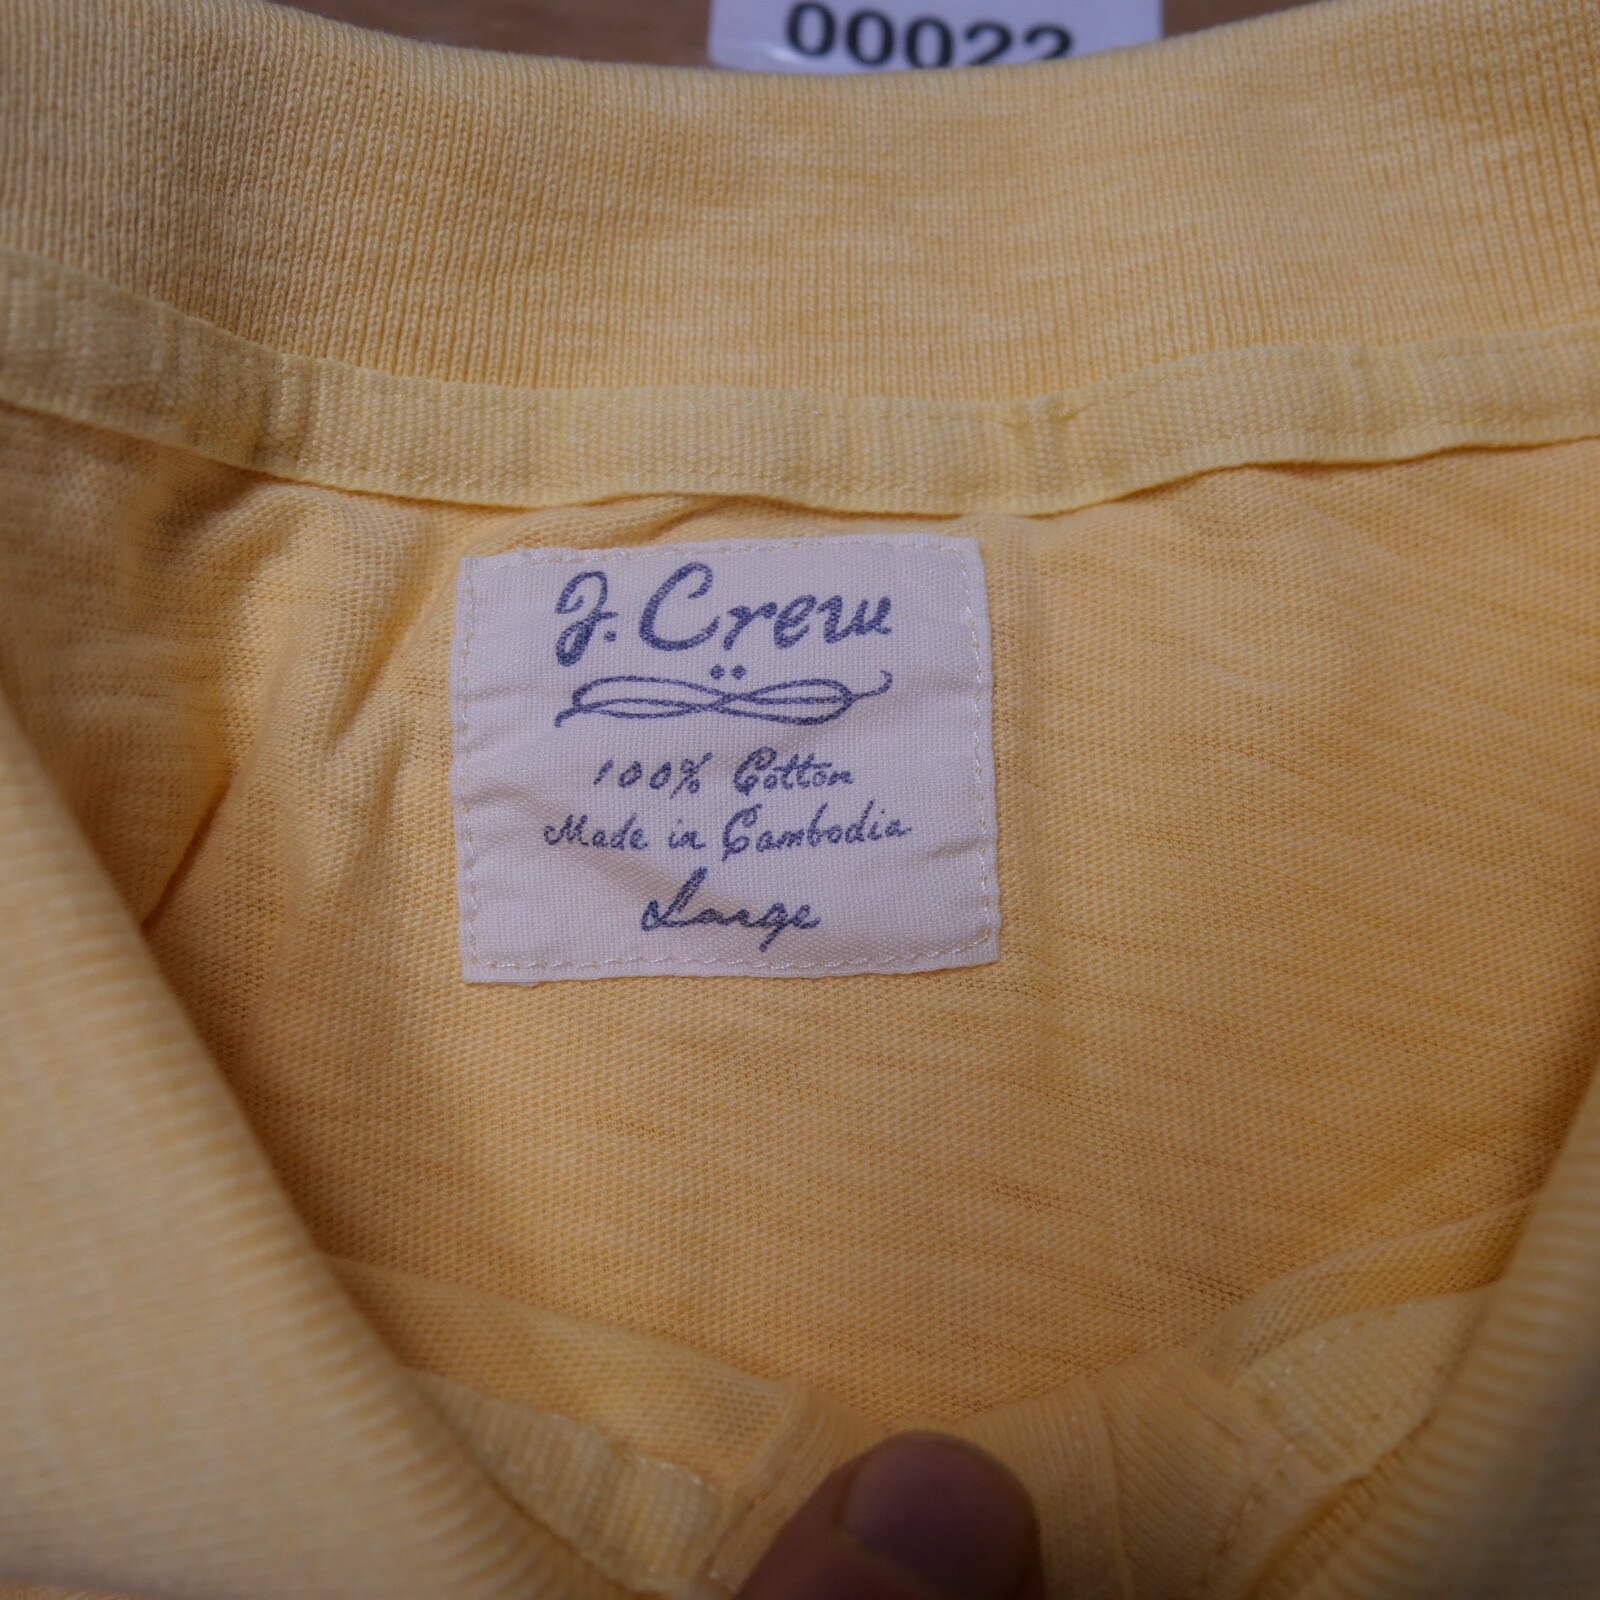 00022
J. Crew
100% Cotton
Made in Cambodia
Large